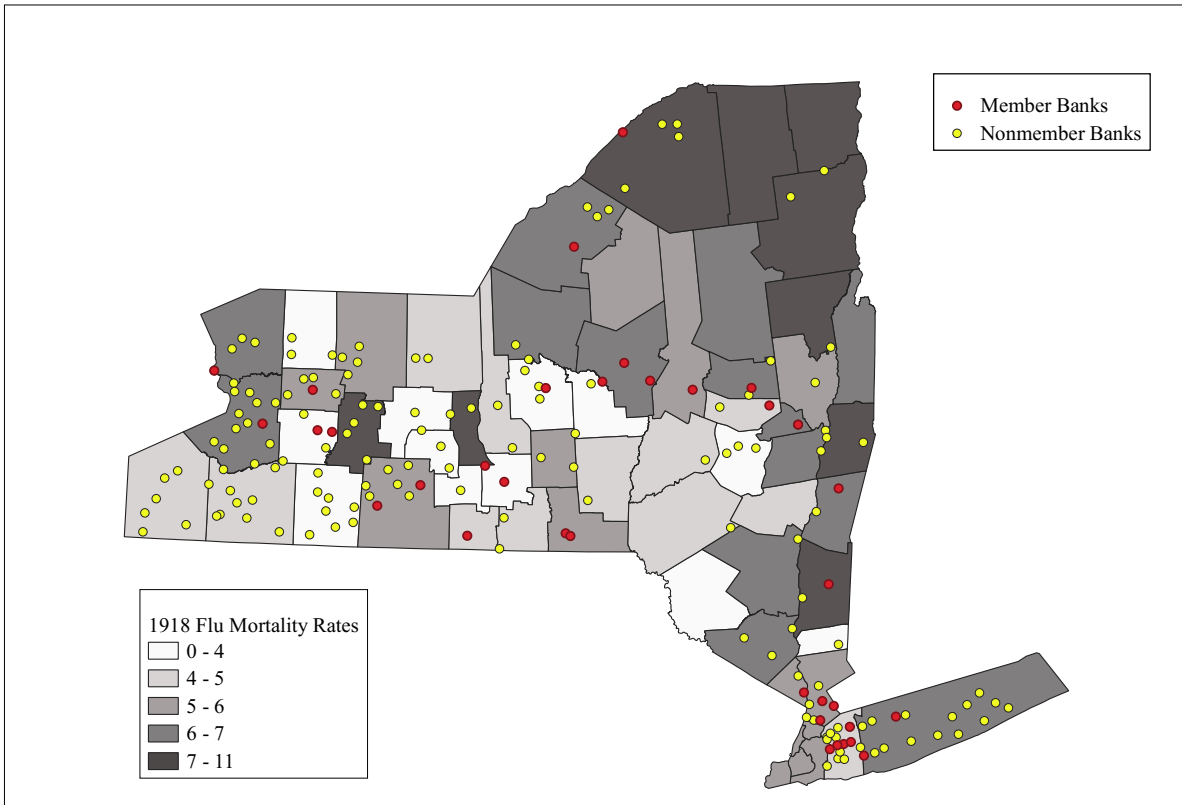 Member Banks
Nonmember Banks
1918 Flu Mortality Rates
0 - 4
4 - 5
5 - 6
6 - 7
7 - 11